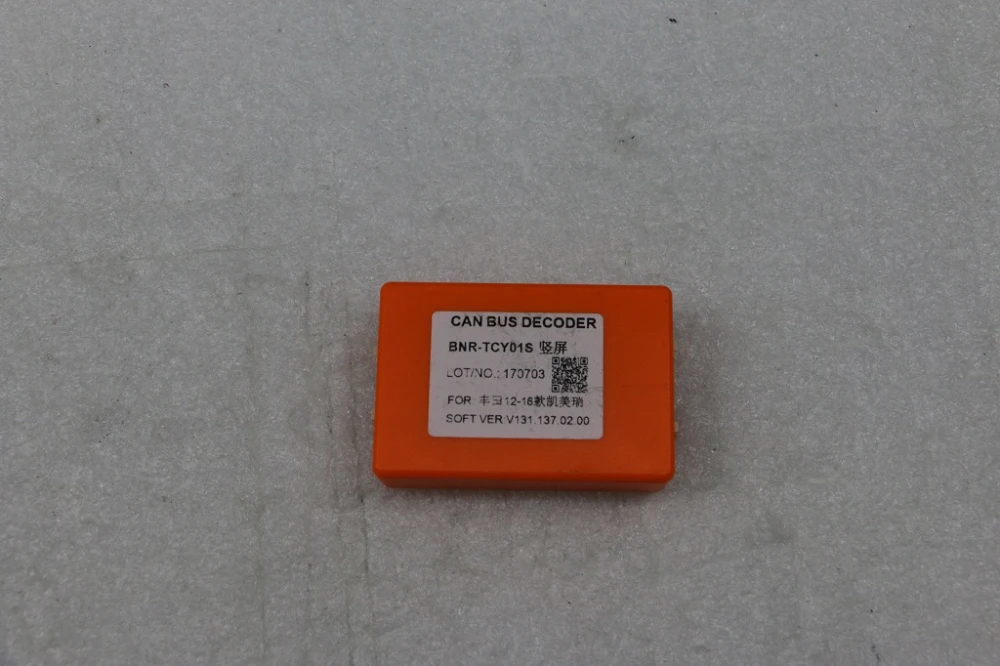 CAN BUS DECODER
BNR-TCY01S 竖屏
LOT/NO.: 170703
FOR: 丰田12-16款凯美瑞
SOFT VER:V131.137.02.00